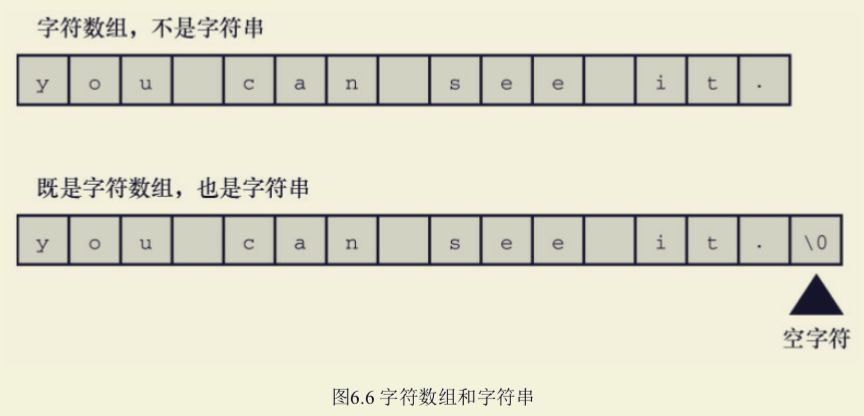 字符数组，不是字符串
y o u   c a n   s e e   i t .
既是字符数组，也是字符串
y o u   c a n   s e e   i t . \0
空字符
图6.6 字符数组和字符串